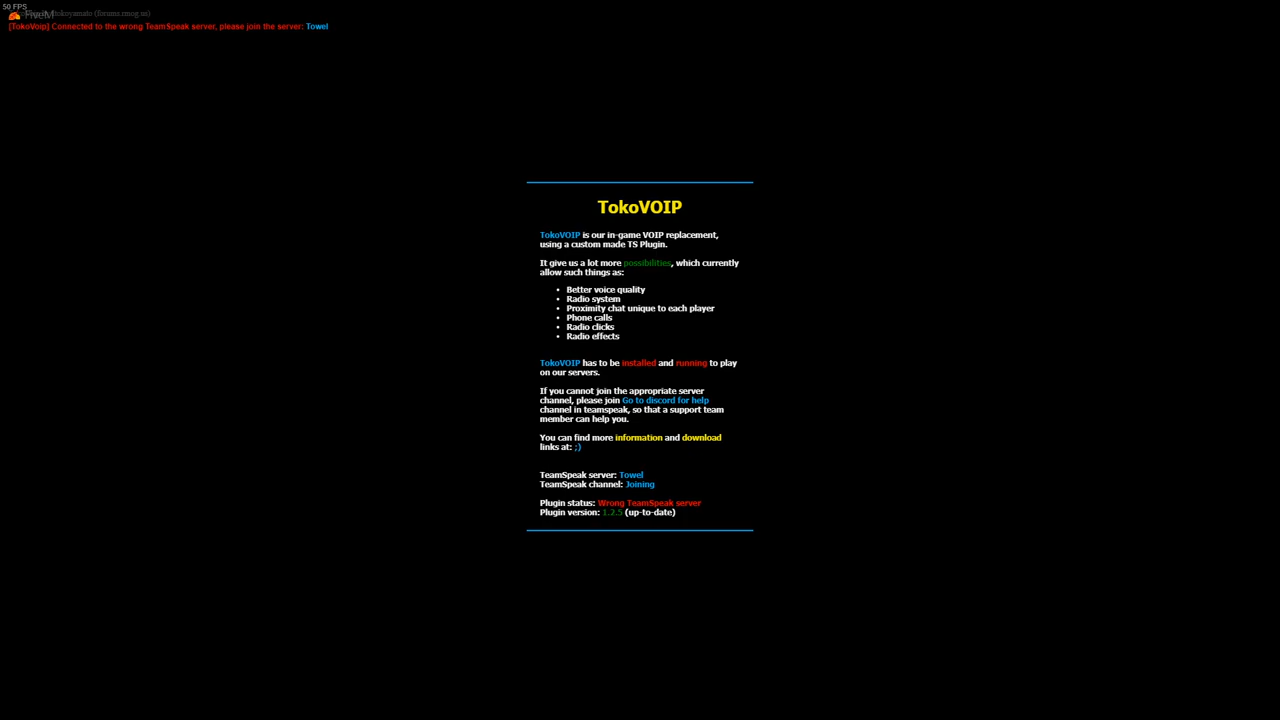 50 FPS
FiveM tokoyamato (forums.rmog.us)
[TokoVoip] Connected to the wrong TeamSpeak server, please join the server: Towel
TokoVOIP
TokoVOIP is our in-game VOIP replacement,
using a custom made TS Plugin.
It give us a lot more possibilities, which currently
allow such things as:
• Better voice quality
• Radio system
• Proximity chat unique to each player
• Phone calls
• Radio clicks
• Radio effects
TokoVOIP has to be installed and running to play
on our servers.
If you cannot join the appropriate server
channel, please join Go to discord for help
channel in teamspeak, so that a support team
member can help you.
You can find more information and download
links at: ;)
TeamSpeak server: Towel
TeamSpeak channel: Joining
Plugin status: Wrong TeamSpeak server
Plugin version: 1.2.5 (up-to-date)